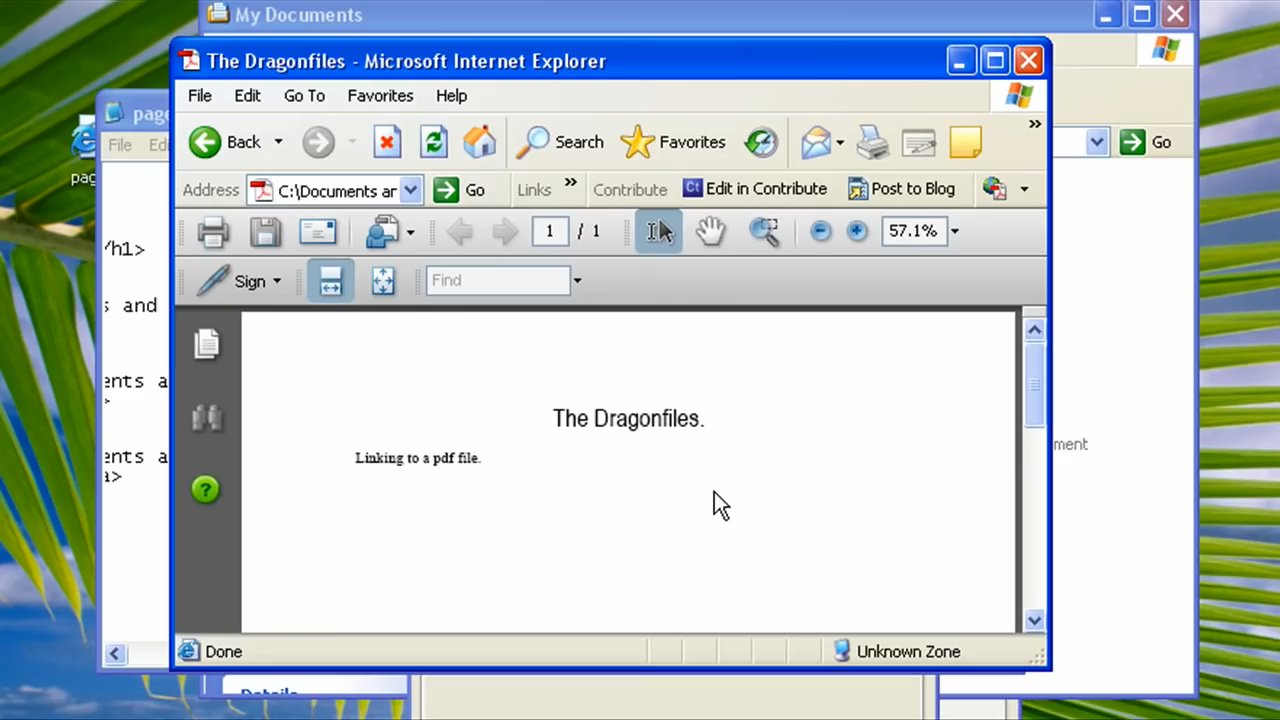 My Documents
The Dragonfiles - Microsoft Internet Explorer
File Edit Go To Favorites Help
Back Search Favorites
Go
Address C:\Documents ar Go Links » Contribute Edit in Contribute Post to Blog
1 / 1 57.1%
Sign Find
The Dragonfiles.
Linking to a pdf file.
Done Unknown Zone
pag
File
/h1>
s and
ents a
>
ents a
a>
ment
Details